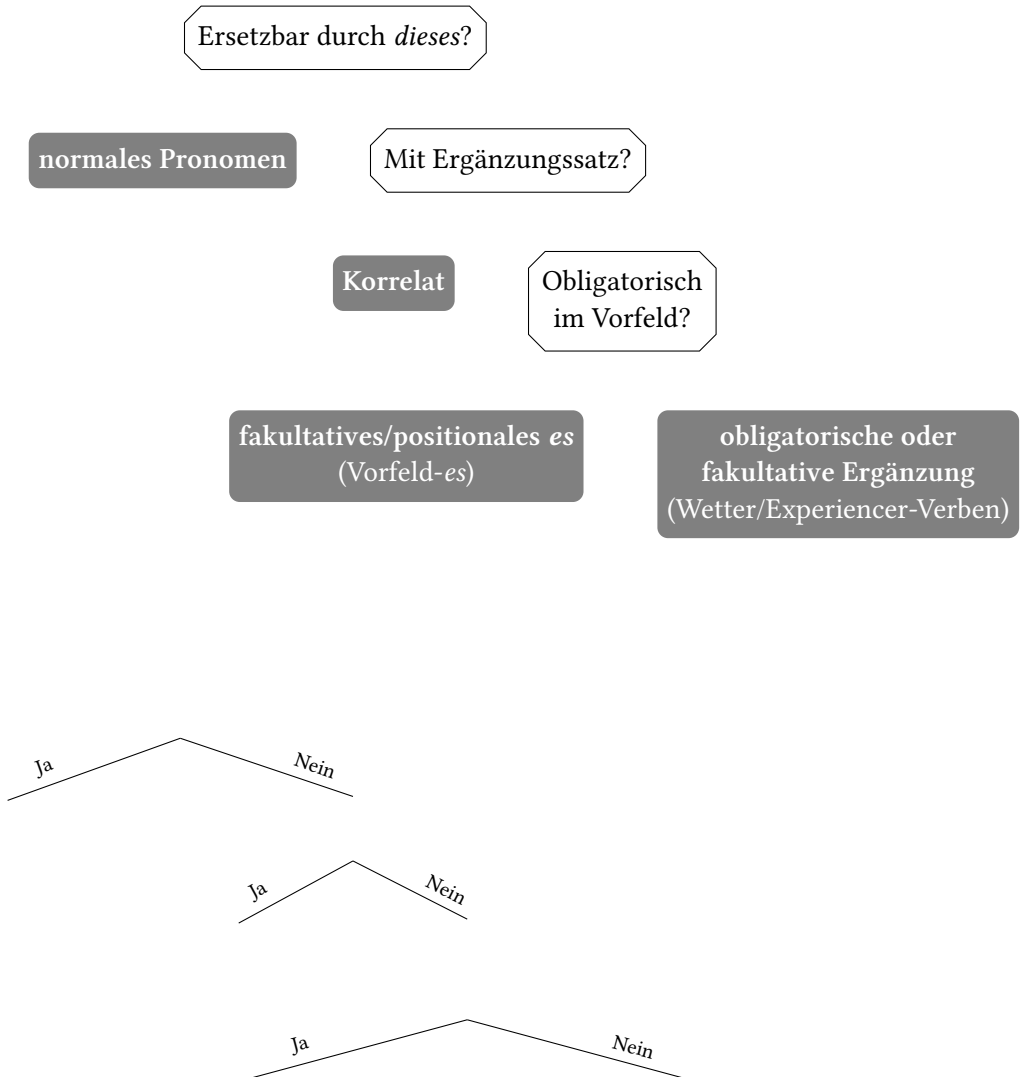 Ersetzbar durch dieses?
normales Pronomen
Mit Ergänzungssatz?
Korrelat
Obligatorisch
im Vorfeld?
fakultatives/positionales es
(Vorfeld-es)
obligatorische oder
fakultative Ergänzung
(Wetter/Experiencer-Verben)
Ja
Nein
Ja
Nein
Ja
Nein